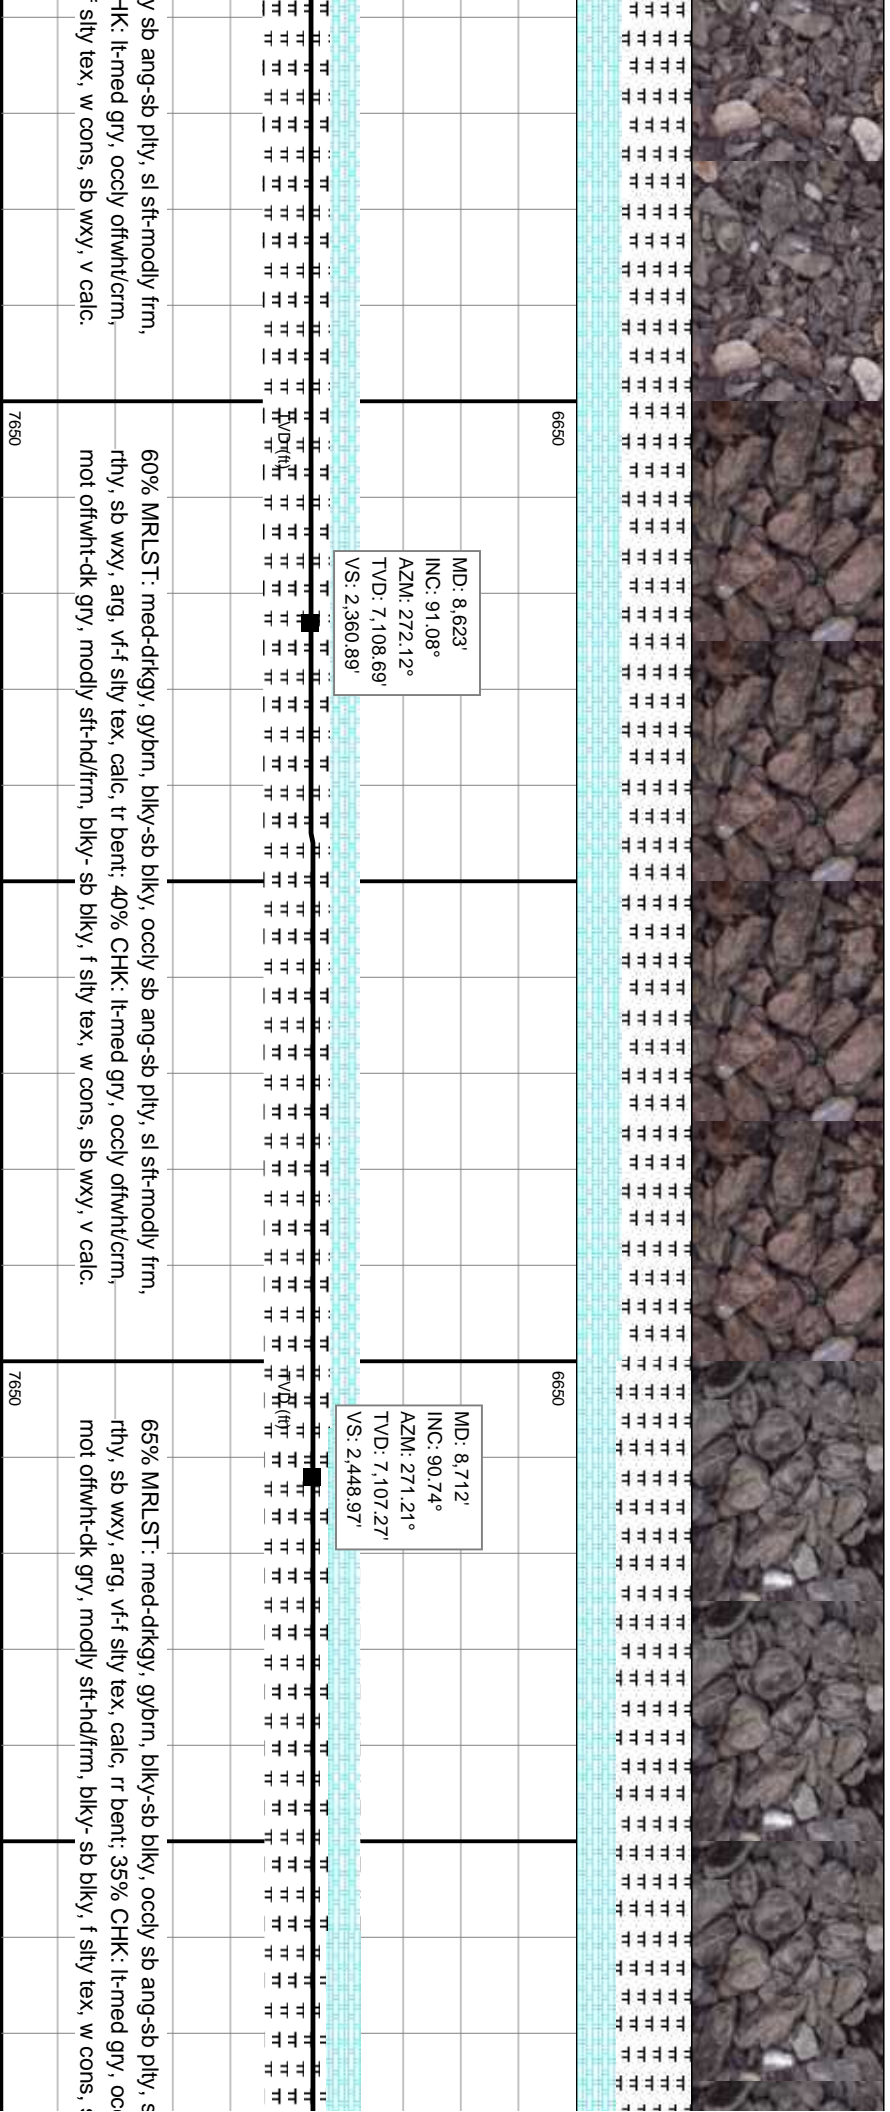 y sb ang-sb plty, sl sft-modly frm,
HK: lt-med gry, occly offwht/crm,
slty tex, w cons, sb wxy, v calc.
6650
TVD (ft)
7650
MD: 8,623'
INC: 91.08°
AZM: 272.12°
TVD: 7,108.69'
VS: 2,360.89'
60% MRLST: med-drkgy, gybrn, blky-sb blky, occly sb ang-sb plty, sl sft-modly frm,
rthy, sb wxy, arg, vf-f slty tex, calc, tr bent; 40% CHK: lt-med gry, occly offwht/crm,
mot offwht-dk gry, modly sft-hd/frm, blky- sb blky, f slty tex, w cons, sb wxy, v calc.
6650
TVD (ft)
7650
MD: 8,712'
INC: 90.74°
AZM: 271.21°
TVD: 7,107.27'
VS: 2,448.97'
65% MRLST: med-drkgy, gybrn, blky-sb blky, occly sb ang-sb plty, s
rthy, sb wxy, arg, vf-f slty tex, calc, rr bent; 35% CHK: lt-med gry, occ
mot offwht-dk gry, modly sft-hd/frm, blky- sb blky, f slty tex, w cons,